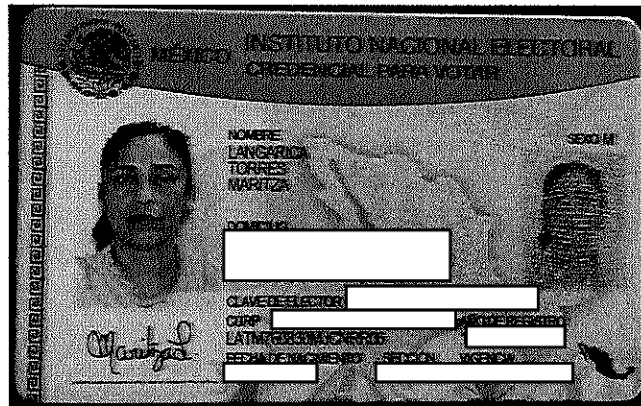 MÉXICO INSTITUTO NACIONAL ELECTORAL
CREDENCIAL PARA VOTAR
NOMBRE
LANGARICA
TORRES
MARITZA
SEXO M
DOMICILIO
CLAVE DE ELECTOR
CURP
AÑO DE REGISTRO
FECHA DE NACIMIENTO SECCIÓN VIGENCIA
Maritza L